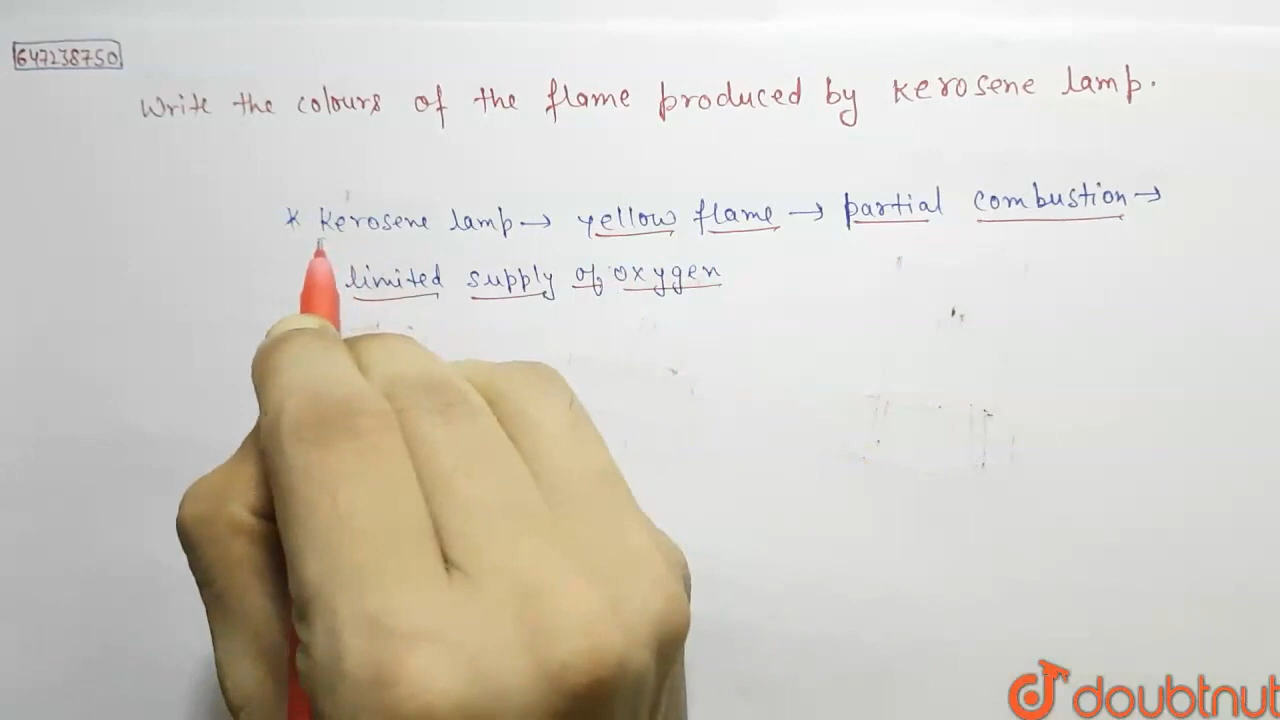 647238750
Write the colours of the flame produced by kerosene lamp.
* Kerosene lamp → yellow flame → partial combustion →
limited supply of oxygen
doubtnut